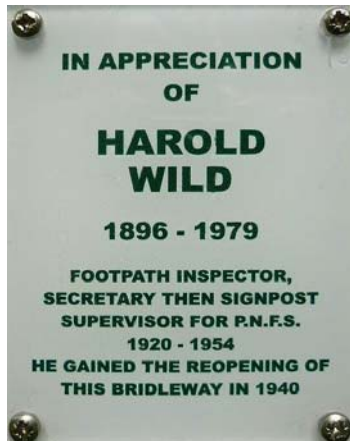 IN APPRECIATION
OF
HAROLD
WILD
1896 - 1979
FOOTPATH INSPECTOR,
SECRETARY THEN SIGNPOST
SUPERVISOR FOR P.N.F.S.
1920 - 1954
HE GAINED THE REOPENING OF
THIS BRIDLEWAY IN 1940